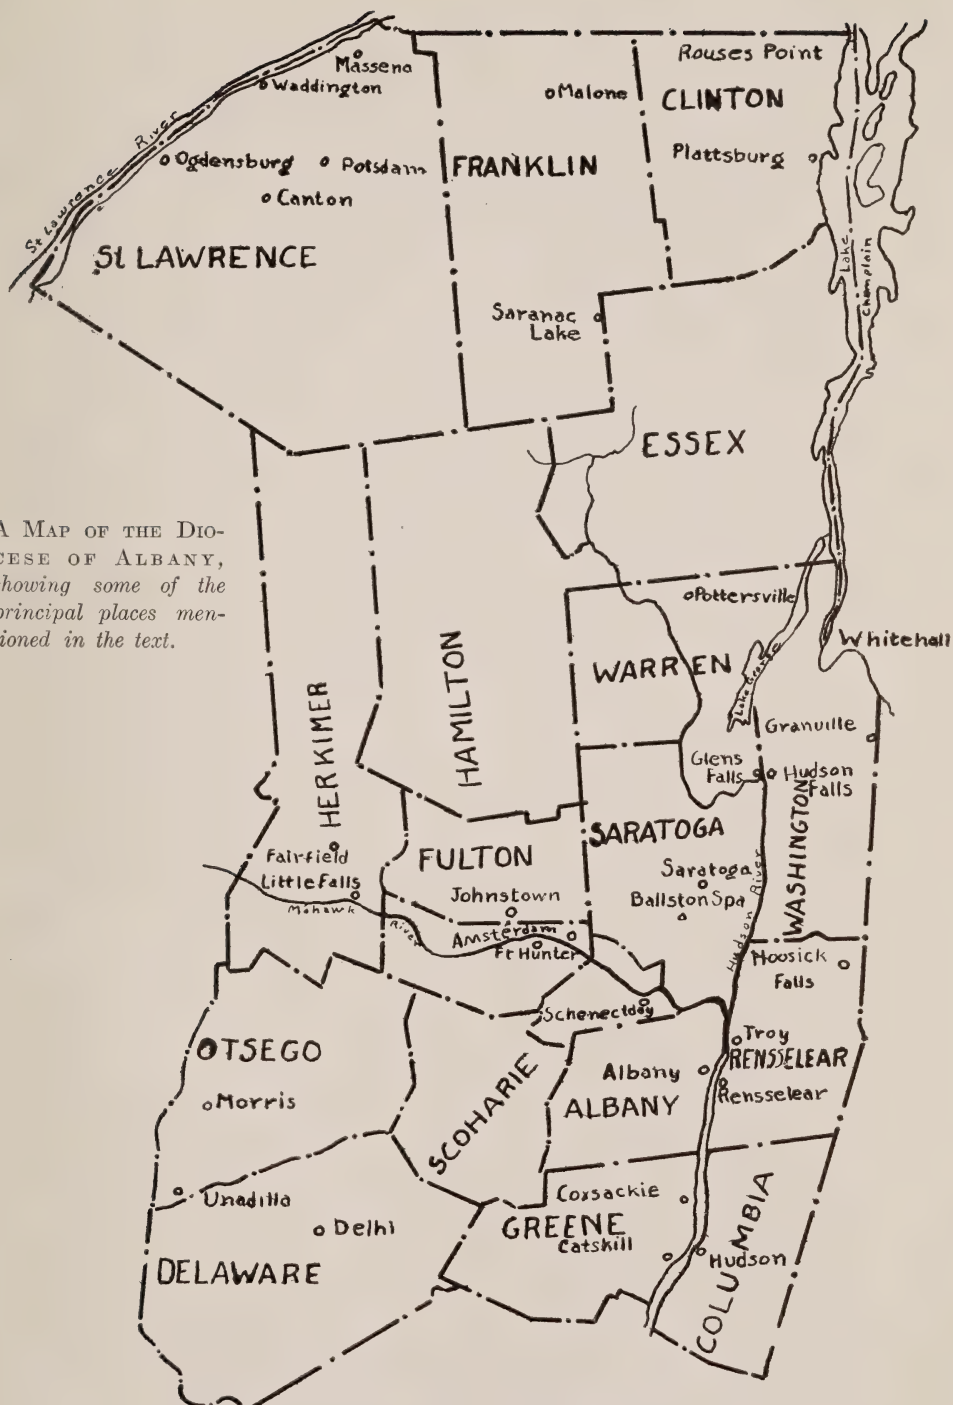 Rouses Point
Massena
Waddington
Malone
CLINTON
St Lawrence River
Ogdensburg
Potsdam
FRANKLIN
Plattsburg
Canton
St LAWRENCE
Lake
Champlain
Saranac
Lake
ESSEX
A MAP OF THE DIO-
CESE OF ALBANY,
showing some of the
principal places men-
tioned in the text.
Pottersville
Whitehall
WARREN
Lake George
HERKIMER
HAMILTON
Granville
Glens
Falls
Hudson
Falls
WASHINGTON
SARATOGA
Fairfield
FULTON
Saratoga
Little Falls
Johnstown
Ballston Spa
Mohawk
River
Amsterdam
Ft Hunter
Hudson River
Hoosick
Falls
Schenectday
Troy
OTSEGO
RENSSELEAR
Albany
Rensselear
Morris
ALBANY
SCOHARIE
Unadilla
Coxsackie
Delhi
GREENE
Catskill
COLUMBIA
Hudson
DELAWARE